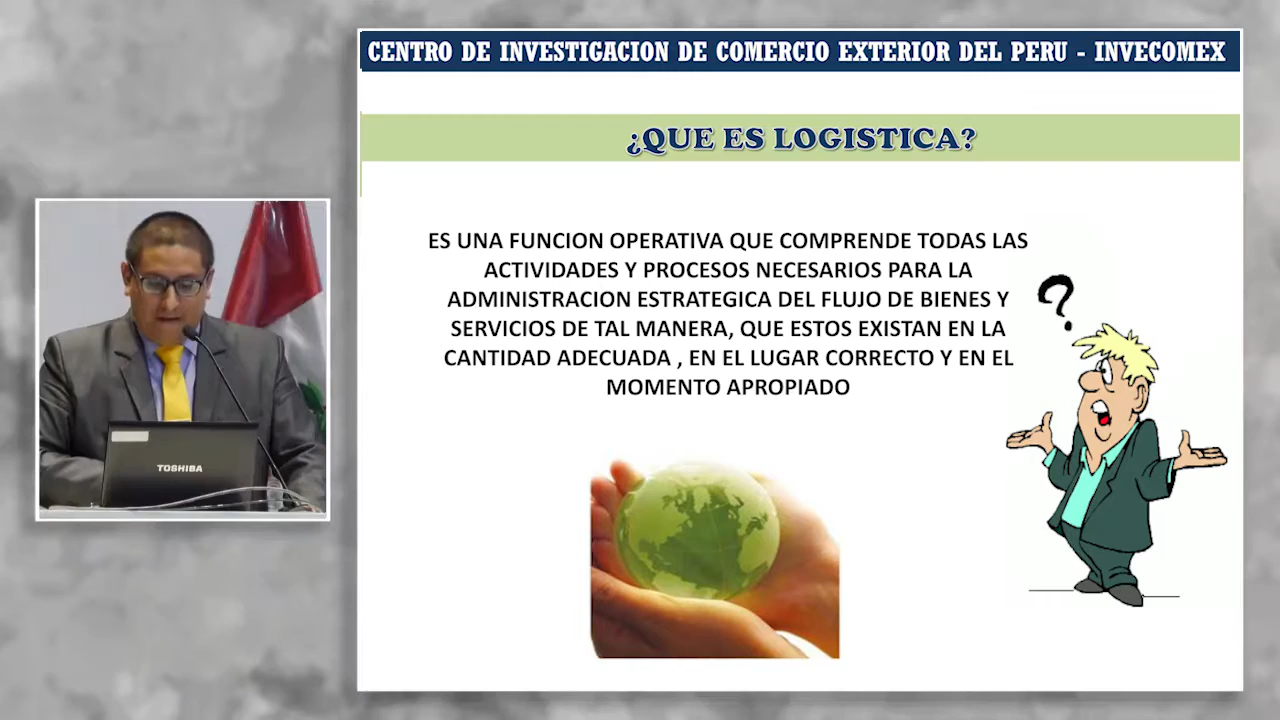 CENTRO DE INVESTIGACION DE COMERCIO EXTERIOR DEL PERU - INVECOMEX
¿QUE ES LOGISTICA?
ES UNA FUNCION OPERATIVA QUE COMPRENDE TODAS LAS
ACTIVIDADES Y PROCESOS NECESARIOS PARA LA
ADMINISTRACION ESTRATEGICA DEL FLUJO DE BIENES Y
SERVICIOS DE TAL MANERA, QUE ESTOS EXISTAN EN LA
CANTIDAD ADECUADA , EN EL LUGAR CORRECTO Y EN EL
MOMENTO APROPIADO
?
TOSHIBA